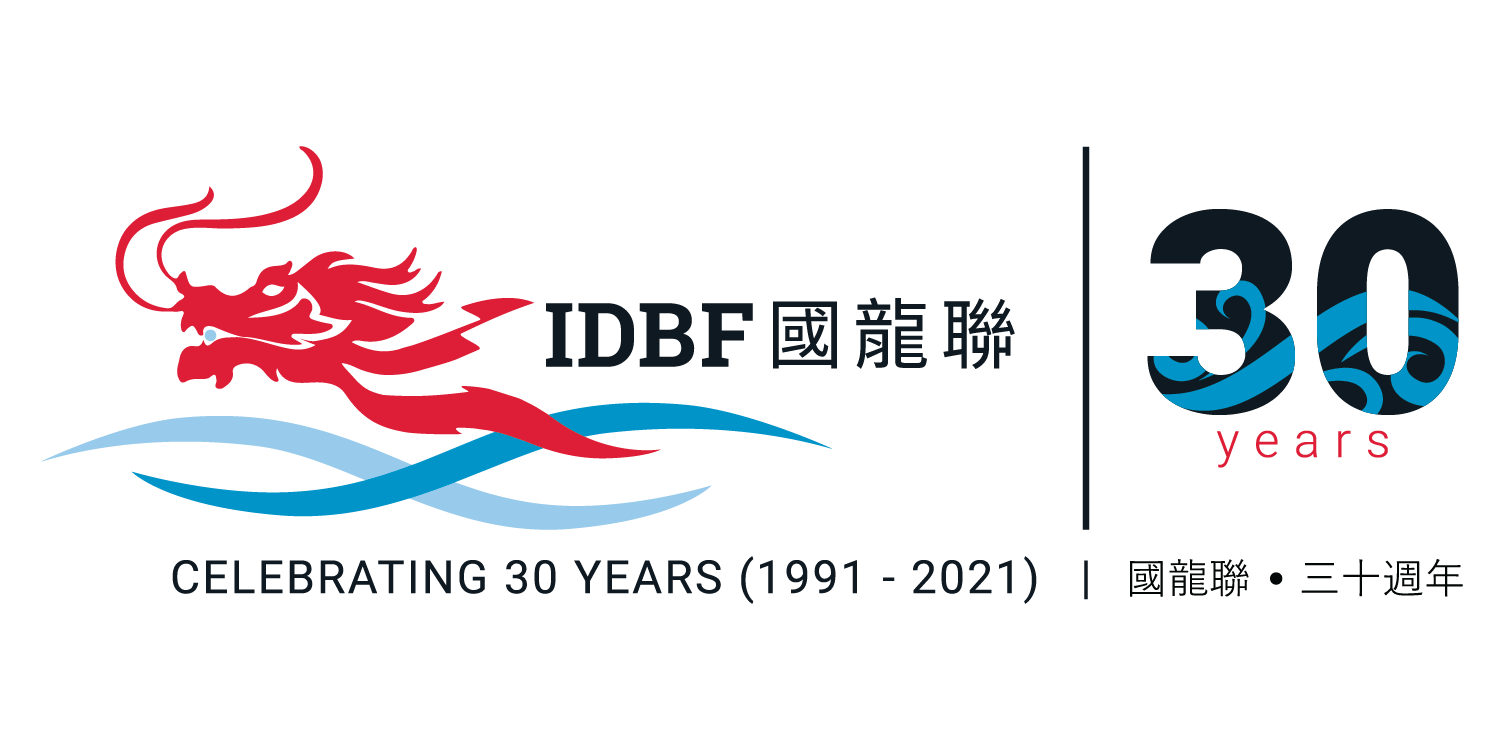 IDBF 國龍聯
30
years
CELEBRATING 30 YEARS (1991 - 2021) | 國龍聯 • 三十週年